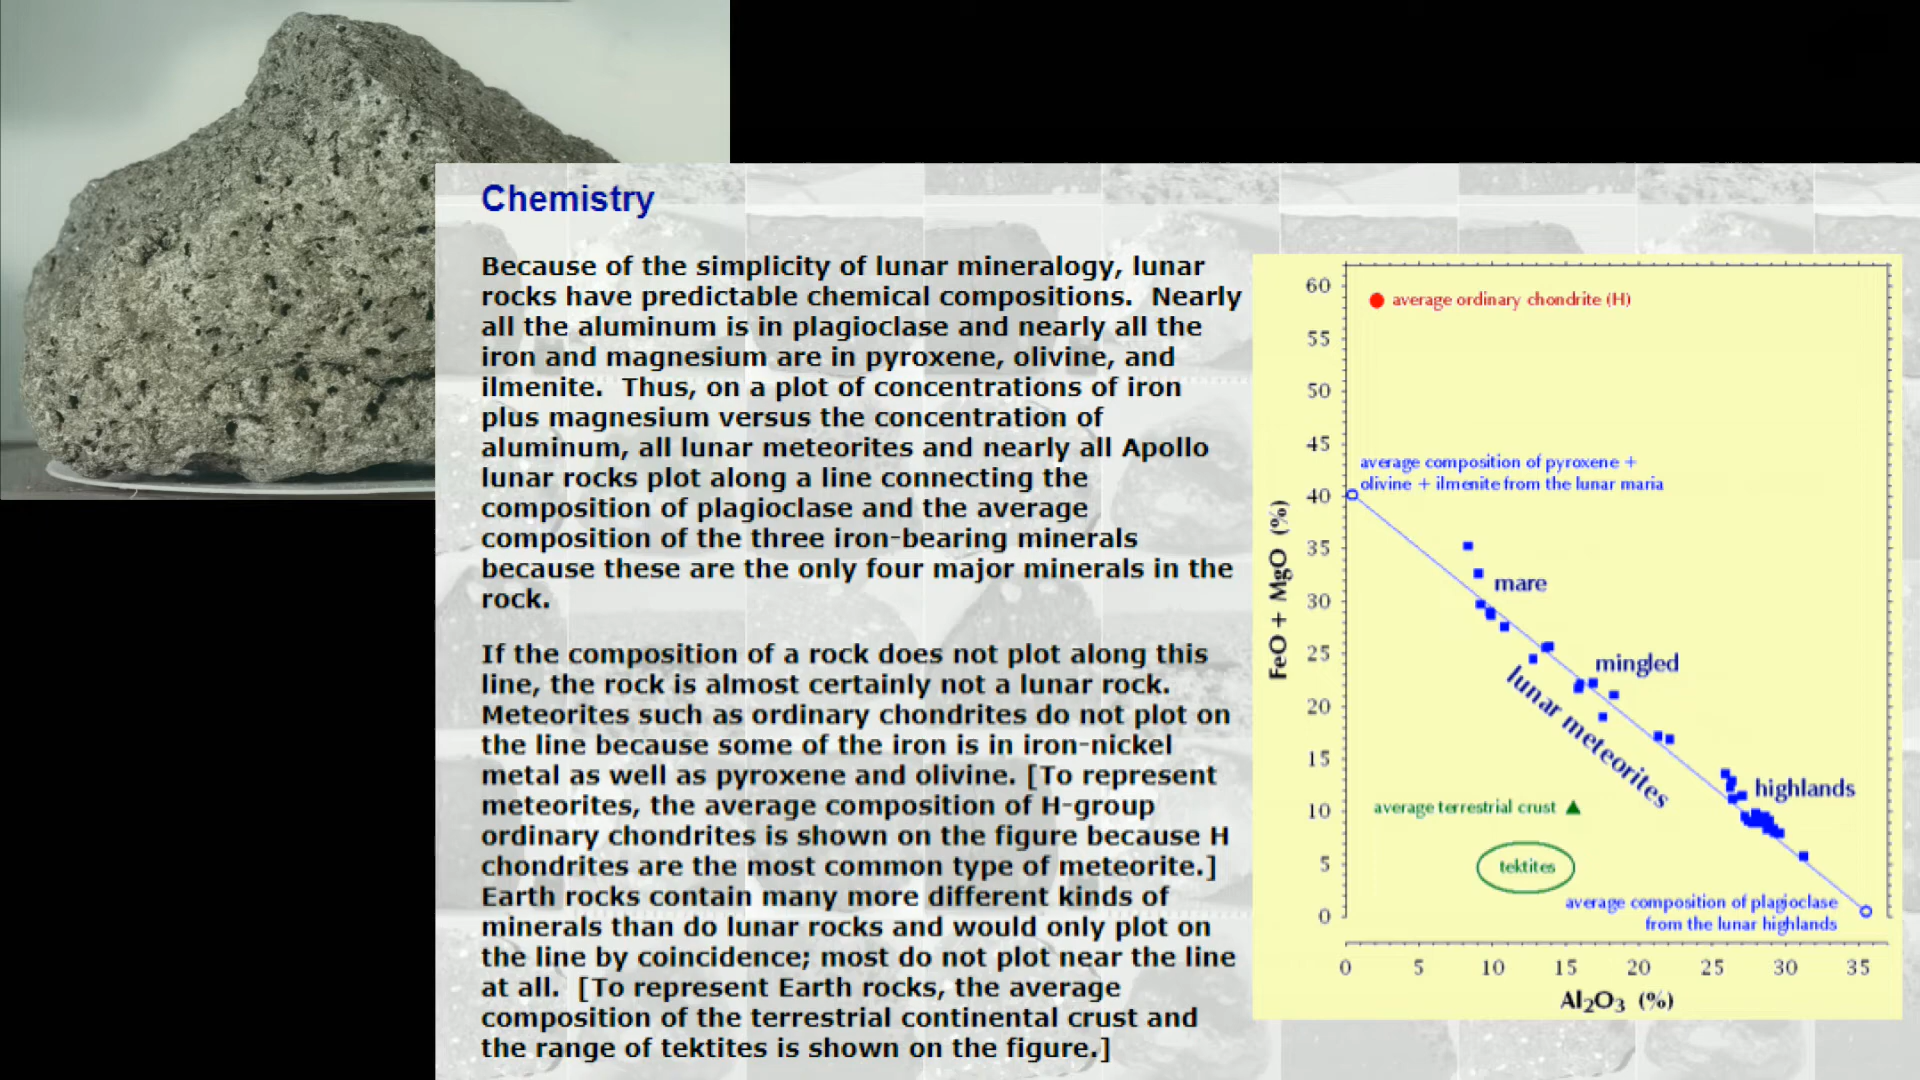 Chemistry
Because of the simplicity of lunar mineralogy, lunar
rocks have predictable chemical compositions.  Nearly
all the aluminum is in plagioclase and nearly all the
iron and magnesium are in pyroxene, olivine, and
ilmenite.  Thus, on a plot of concentrations of iron
plus magnesium versus the concentration of
aluminum, all lunar meteorites and nearly all Apollo
lunar rocks plot along a line connecting the
composition of plagioclase and the average
composition of the three iron-bearing minerals
because these are the only four major minerals in the
rock.
If the composition of a rock does not plot along this
line, the rock is almost certainly not a lunar rock.
Meteorites such as ordinary chondrites do not plot on
the line because some of the iron is in iron-nickel
metal as well as pyroxene and olivine. [To represent
meteorites, the average composition of H-group
ordinary chondrites is shown on the figure because H
chondrites are the most common type of meteorite.]
Earth rocks contain many more different kinds of
minerals than do lunar rocks and would only plot on
the line by coincidence; most do not plot near the line
at all.  [To represent Earth rocks, the average
composition of the terrestrial continental crust and
the range of tektites is shown on the figure.]
FeO + MgO (%)
60
55
50
45
40
35
30
25
20
15
10
5
0
average ordinary chondrite (H)
average composition of pyroxene +
olivine + ilmenite from the lunar maria
mare
mingled
lunar meteorites
highlands
average terrestrial crust
tektites
average composition of plagioclase
from the lunar highlands
0 5 10 15 20 25 30 35
Al2O3 (%)